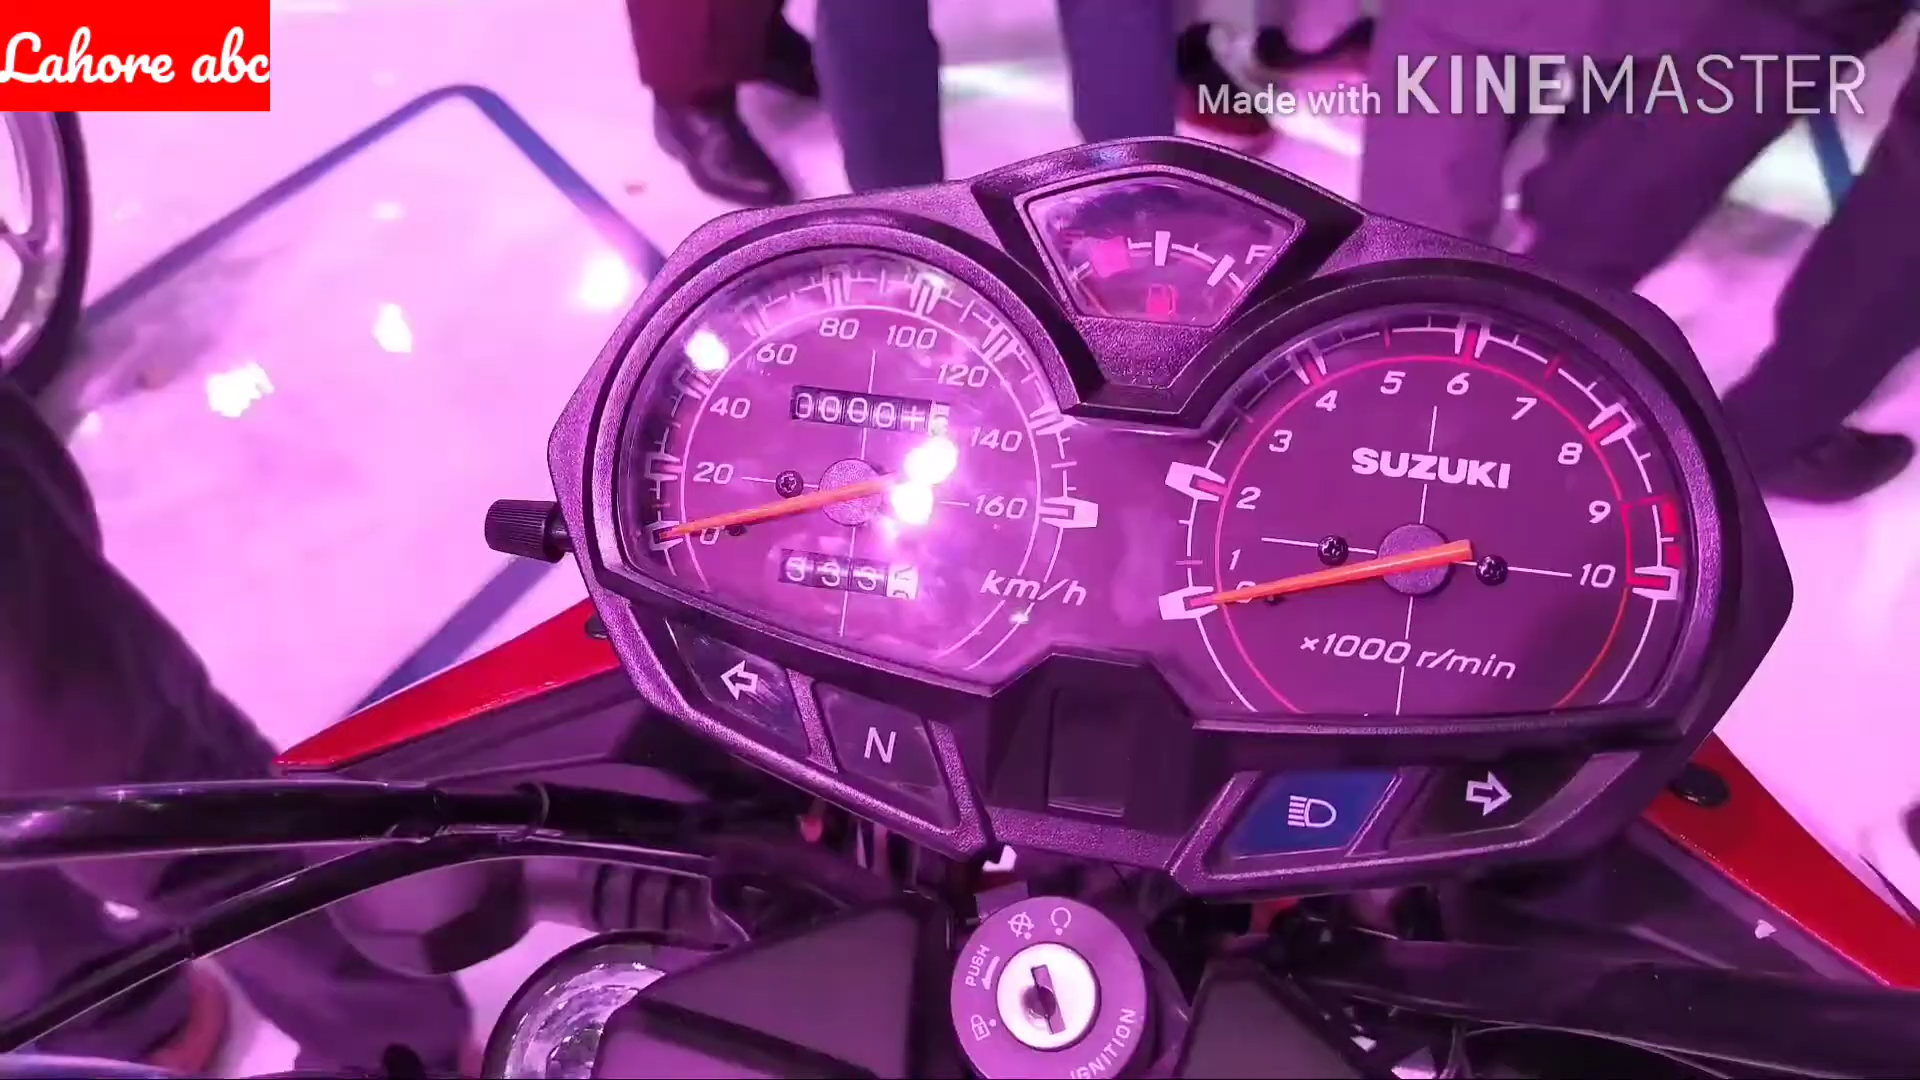 Lahore abc
Made with KINEMASTER
F
80 100
60
120
40
140
20
160
0
km/h
5 6
4 7
3 8
SUZUKI
2 9
1
10
×1000 r/min
N
PUSH
IGNITION